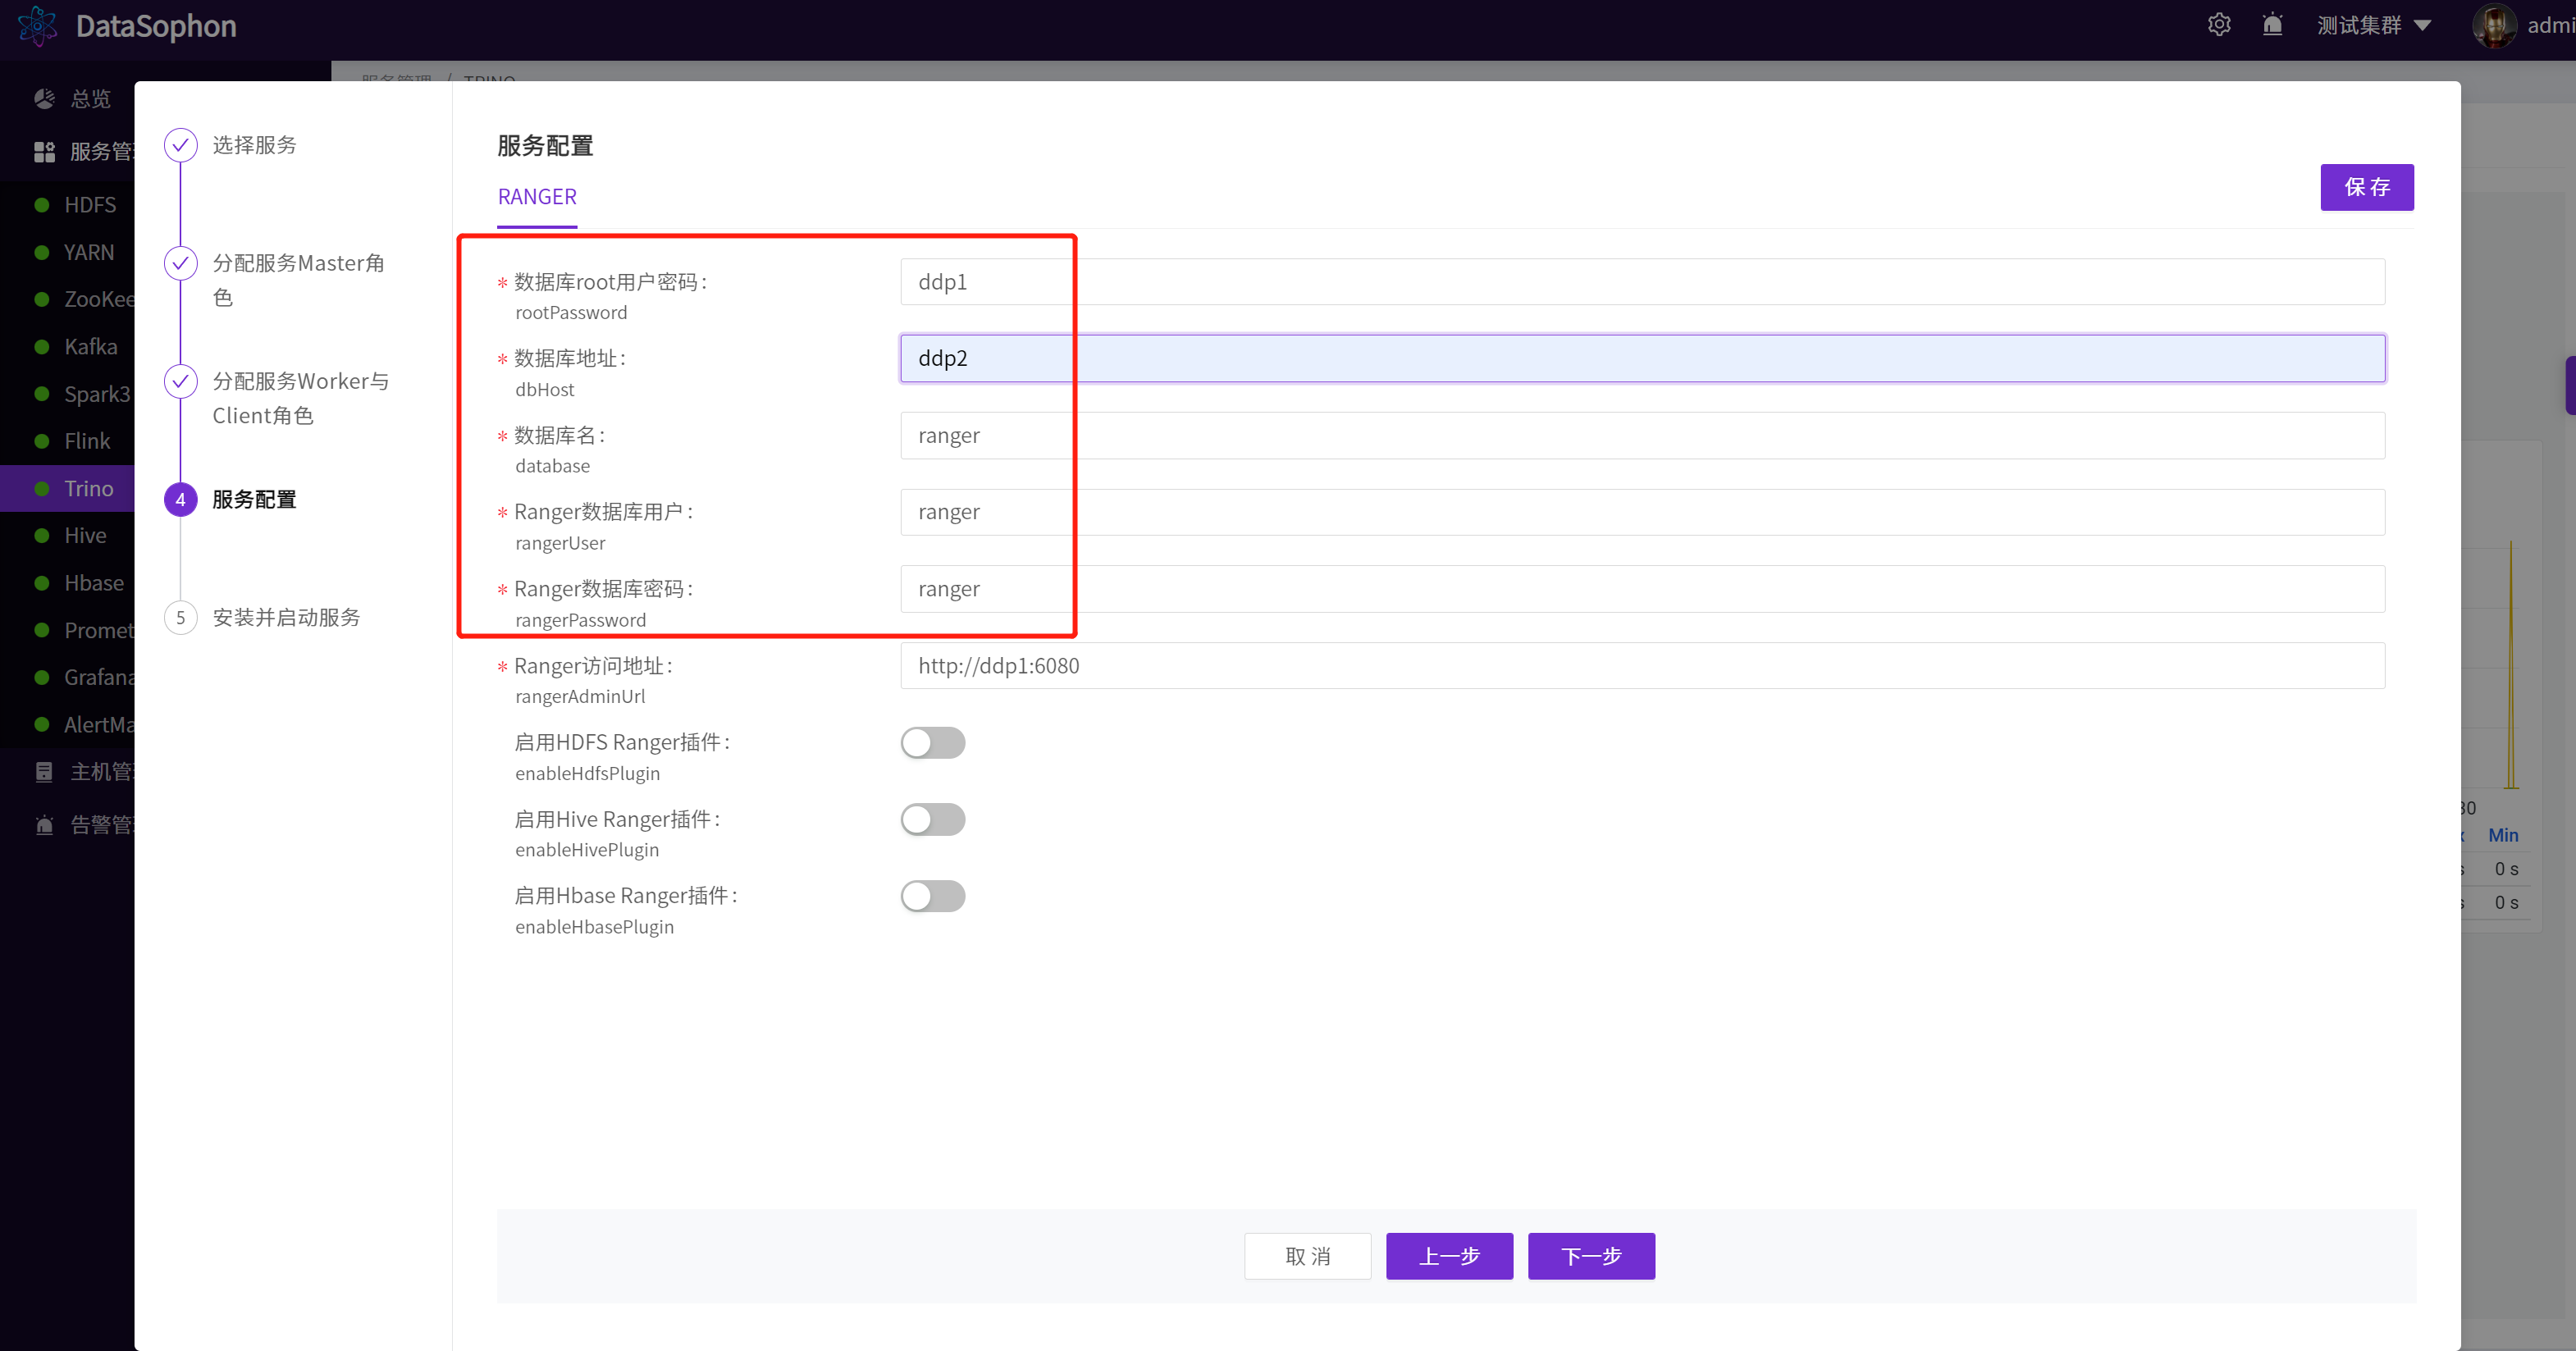 DataSophon
测试集群
admi
服务管理 / TRINO
总览
服务管
HDFS
YARN
ZooKee
Kafka
Spark3
Flink
Trino
Hive
Hbase
Promet
Grafana
AlertMa
主机管
告警管
选择服务
分配服务Master角
色
分配服务Worker与
Client角色
4 服务配置
5 安装并启动服务
服务配置
RANGER
保 存
* 数据库root用户密码:
rootPassword
ddp1
* 数据库地址:
dbHost
ddp2
* 数据库名:
database
ranger
* Ranger数据库用户:
rangerUser
ranger
* Ranger数据库密码:
rangerPassword
ranger
* Ranger访问地址:
rangerAdminUrl
http://ddp1:6080
启用HDFS Ranger插件:
enableHdfsPlugin
启用Hive Ranger插件:
enableHivePlugin
启用Hbase Ranger插件:
enableHbasePlugin
取 消
上一步
下一步
30
Min
0 s
0 s